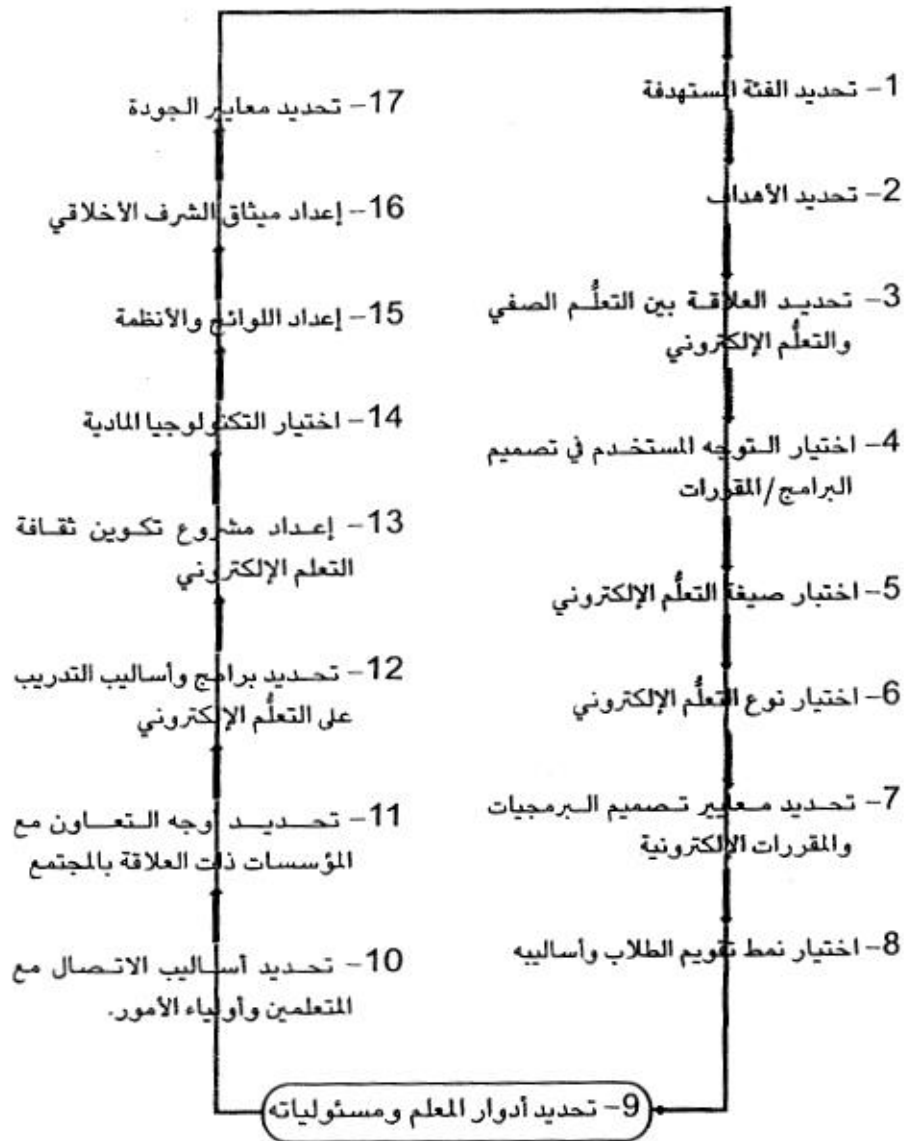 1- تحديد الفئة المستهدفة
2- تحديد الأهداف
3- تحديد العلاقة بين التعلُّم الصفي
والتعلُّم الإلكتروني
4- اختيار التوجه المستخدم في تصميم
البرامج/المقررات
5- اختبار صيغة التعلُّم الإلكتروني
6- اختيار نوع التعلُّم الإلكتروني
7- تحديد معايير تصميم البرمجيات
والمقررات الإلكترونية
8- اختيار نمط تقويم الطلاب وأساليبه
9- تحديد أدوار المعلم ومسئولياته
10- تحديد أساليب الاتصال مع
المتعلمين وأولياء الأمور.
11- تحديد أوجه التعاون مع
المؤسسات ذات العلاقة بالمجتمع
12- تحديد برامج وأساليب التدريب
على التعلُّم الإلكتروني
13- إعداد مشروع تكوين ثقافة
التعلم الإلكتروني
14- اختيار التكنولوجيا المادية
15- إعداد اللوائح والأنظمة
16- إعداد ميثاق الشرف الأخلاقي
17- تحديد معايير الجودة